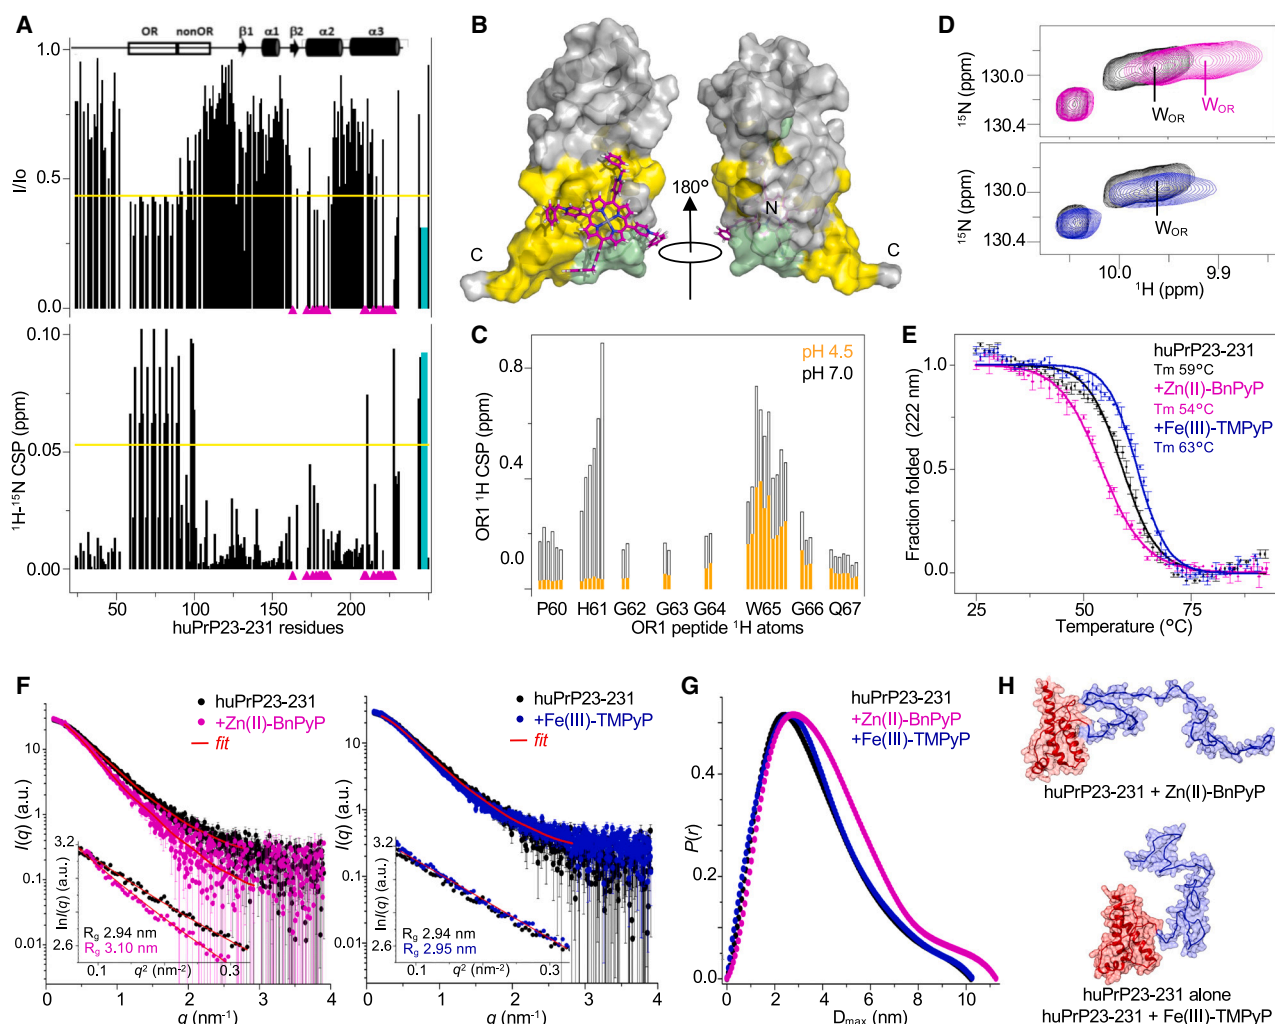 A
OR nonOR β1 α1 β2 α2 α3
1.0
0.5
0.0
I/Io
0.10
0.05
0.00
¹H-¹⁵N CSP (ppm)
50 100 150 200
huPrP23-231 residues
B
180°
N
C
C
C
pH 4.5
pH 7.0
0.8
0.4
0.0
OR1 ¹H CSP (ppm)
P60 H61 G62 G63 G64 W65 G66 Q67
OR1 peptide ¹H atoms
D
130.0
130.4
¹⁵N (ppm)
W_OR
W_OR
130.0
130.4
¹⁵N (ppm)
W_OR
10.0 9.9
¹H (ppm)
E
huPrP23-231
Tm 59°C
+Zn(II)-BnPyP
Tm 54°C
+Fe(III)-TMPyP
Tm 63°C
1.0
0.5
0.0
Fraction folded (222 nm)
25 50 75
Temperature (°C)
F
huPrP23-231
+Zn(II)-BnPyP
fit
10
1
0.1
0.01
I(q) (a.u.)
3.2
2.6
lnI(q) (a.u.)
R_g 2.94 nm
R_g 3.10 nm
0.1 q² (nm⁻²) 0.3
0 1 2 3 4
q (nm⁻¹)
huPrP23-231
+Fe(III)-TMPyP
fit
10
1
0.1
0.01
I(q) (a.u.)
3.2
2.6
lnI(q) (a.u.)
R_g 2.94 nm
R_g 2.95 nm
0.1 q² (nm⁻²) 0.3
0 1 2 3 4
q (nm⁻¹)
G
huPrP23-231
+Zn(II)-BnPyP
+Fe(III)-TMPyP
0.4
0.2
0.0
P(r)
0 2 4 6 8 10
D_max (nm)
H
huPrP23-231 + Zn(II)-BnPyP
huPrP23-231 alone
huPrP23-231 + Fe(III)-TMPyP